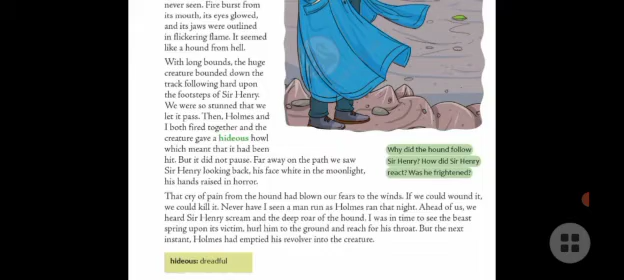 never seen. Fire burst from
its mouth, its eyes glowed,
and its jaws were outlined
in flickering flame. It seemed
like a hound from hell.
With long bounds, the huge
creature bounded down the
track following hard upon
the footsteps of Sir Henry.
We were so stunned that we
let it pass. Then, Holmes and
I both fired together and the
creature gave a hideous howl
which meant that it had been
hit. But it did not pause. Far away on the path we saw
Sir Henry looking back, his face white in the moonlight,
his hands raised in horror.
Why did the hound follow
Sir Henry? How did Sir Henry
react? Was he frightened?
That cry of pain from the hound had blown our fears to the winds. If we could wound it,
we could kill it. Never have I seen a man run as Holmes ran that night. Ahead of us, we
heard Sir Henry scream and the deep roar of the hound. I was in time to see the beast
spring upon its victim, hurl him to the ground and reach for his throat. But the next
instant, Holmes had emptied his revolver into the creature.
hideous: dreadful